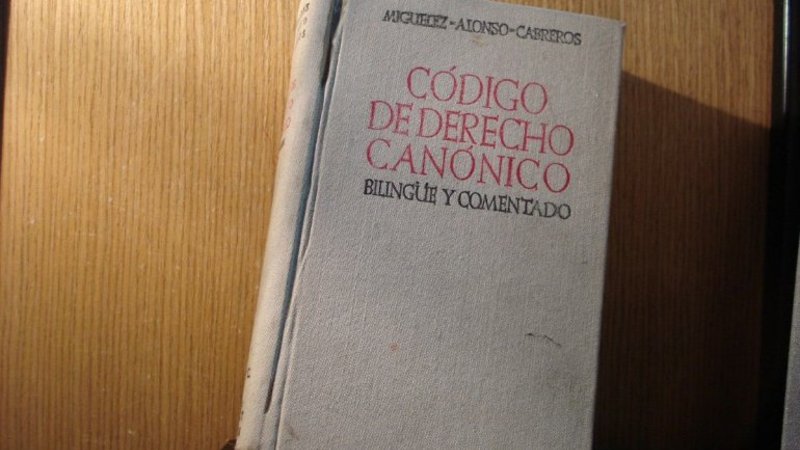 MIGUELEZ-ALONSO-CABREROS
CÓDIGO
DE DERECHO
CANÓNICO
BILINGÜE Y COMENTADO